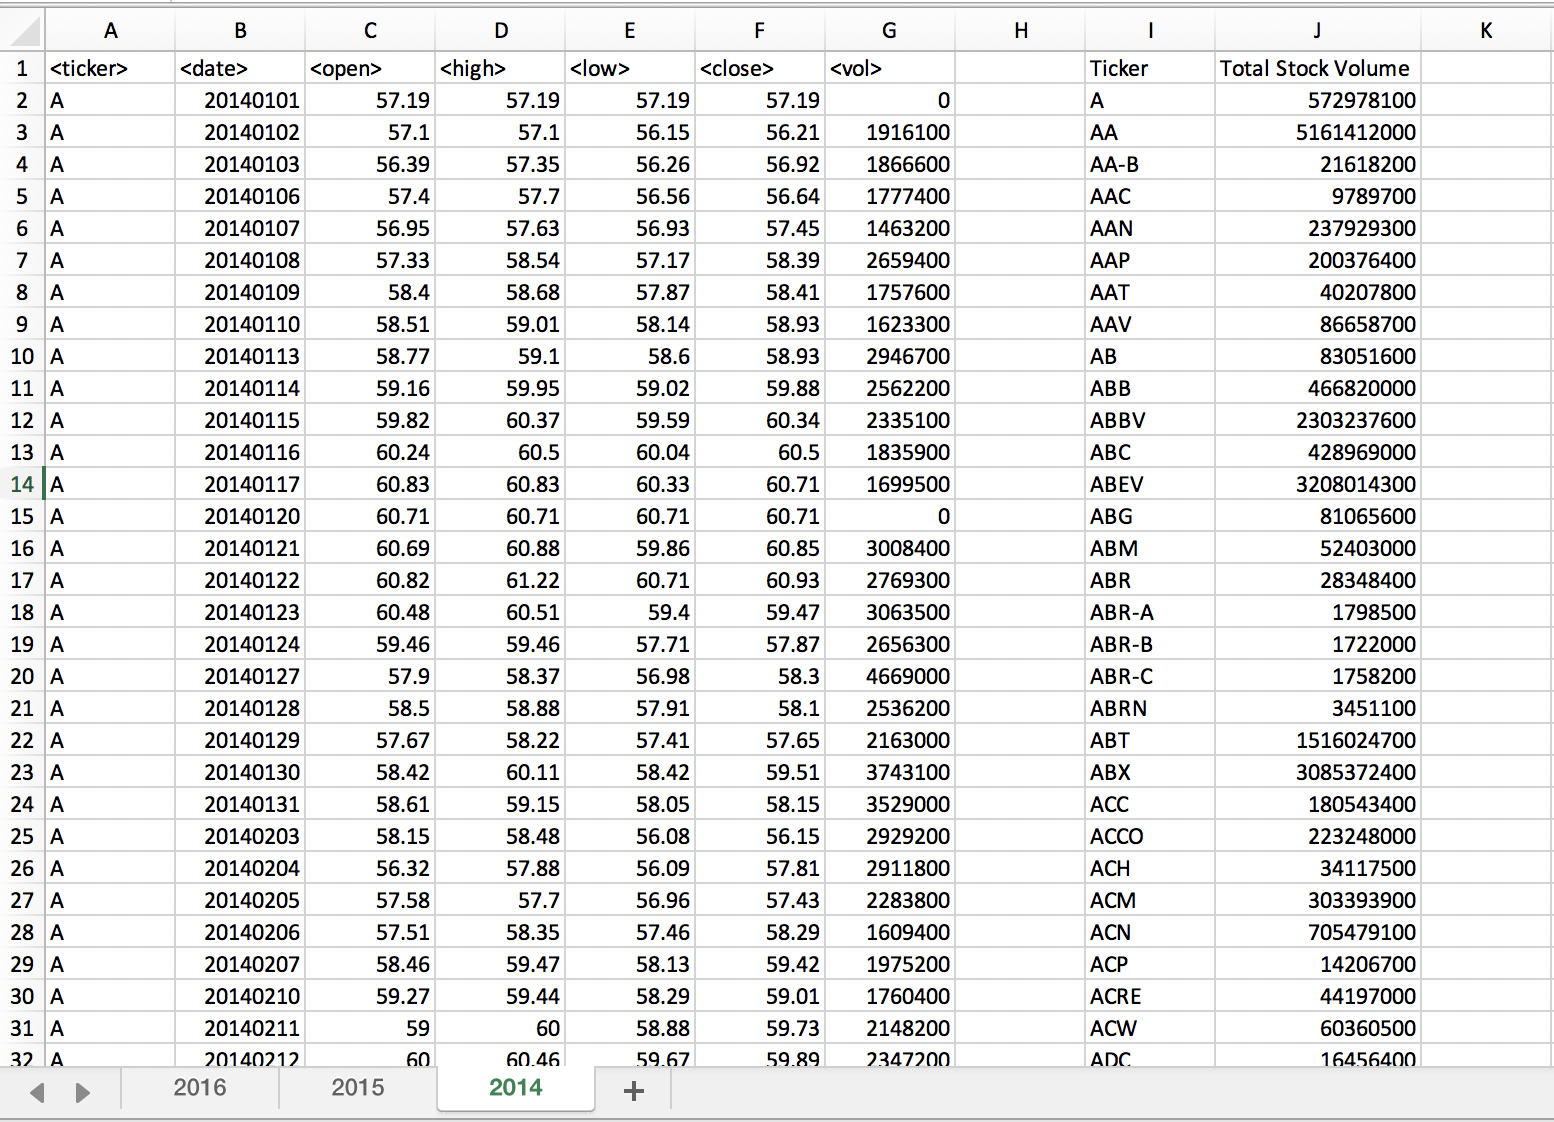 A B C D E F G H I J K
1 <ticker> <date> <open> <high> <low> <close> <vol> Ticker Total Stock Volume
2 A 20140101 57.19 57.19 57.19 57.19 0 A 572978100
3 A 20140102 57.1 57.1 56.15 56.21 1916100 AA 5161412000
4 A 20140103 56.39 57.35 56.26 56.92 1866600 AA-B 21618200
5 A 20140106 57.4 57.7 56.56 56.64 1777400 AAC 9789700
6 A 20140107 56.95 57.63 56.93 57.45 1463200 AAN 237929300
7 A 20140108 57.33 58.54 57.17 58.39 2659400 AAP 200376400
8 A 20140109 58.4 58.68 57.87 58.41 1757600 AAT 40207800
9 A 20140110 58.51 59.01 58.14 58.93 1623300 AAV 86658700
10 A 20140113 58.77 59.1 58.6 58.93 2946700 AB 83051600
11 A 20140114 59.16 59.95 59.02 59.88 2562200 ABB 466820000
12 A 20140115 59.82 60.37 59.59 60.34 2335100 ABBV 2303237600
13 A 20140116 60.24 60.5 60.04 60.5 1835900 ABC 428969000
14 A 20140117 60.83 60.83 60.33 60.71 1699500 ABEV 3208014300
15 A 20140120 60.71 60.71 60.71 60.71 0 ABG 81065600
16 A 20140121 60.69 60.88 59.86 60.85 3008400 ABM 52403000
17 A 20140122 60.82 61.22 60.71 60.93 2769300 ABR 28348400
18 A 20140123 60.48 60.51 59.4 59.47 3063500 ABR-A 1798500
19 A 20140124 59.46 59.46 57.71 57.87 2656300 ABR-B 1722000
20 A 20140127 57.9 58.37 56.98 58.3 4669000 ABR-C 1758200
21 A 20140128 58.5 58.88 57.91 58.1 2536200 ABRN 3451100
22 A 20140129 57.67 58.22 57.41 57.65 2163000 ABT 1516024700
23 A 20140130 58.42 60.11 58.42 59.51 3743100 ABX 3085372400
24 A 20140131 58.61 59.15 58.05 58.15 3529000 ACC 180543400
25 A 20140203 58.15 58.48 56.08 56.15 2929200 ACCO 223248000
26 A 20140204 56.32 57.88 56.09 57.81 2911800 ACH 34117500
27 A 20140205 57.58 57.7 56.96 57.43 2283800 ACM 303393900
28 A 20140206 57.51 58.35 57.46 58.29 1609400 ACN 705479100
29 A 20140207 58.46 59.47 58.13 59.42 1975200 ACP 14206700
30 A 20140210 59.27 59.44 58.29 59.01 1760400 ACRE 44197000
31 A 20140211 59 60 58.88 59.73 2148200 ACW 60360500
32 A 20140212 60 60.46 59.67 59.89 2347200 ADC 16456400
2016 2015 2014 +